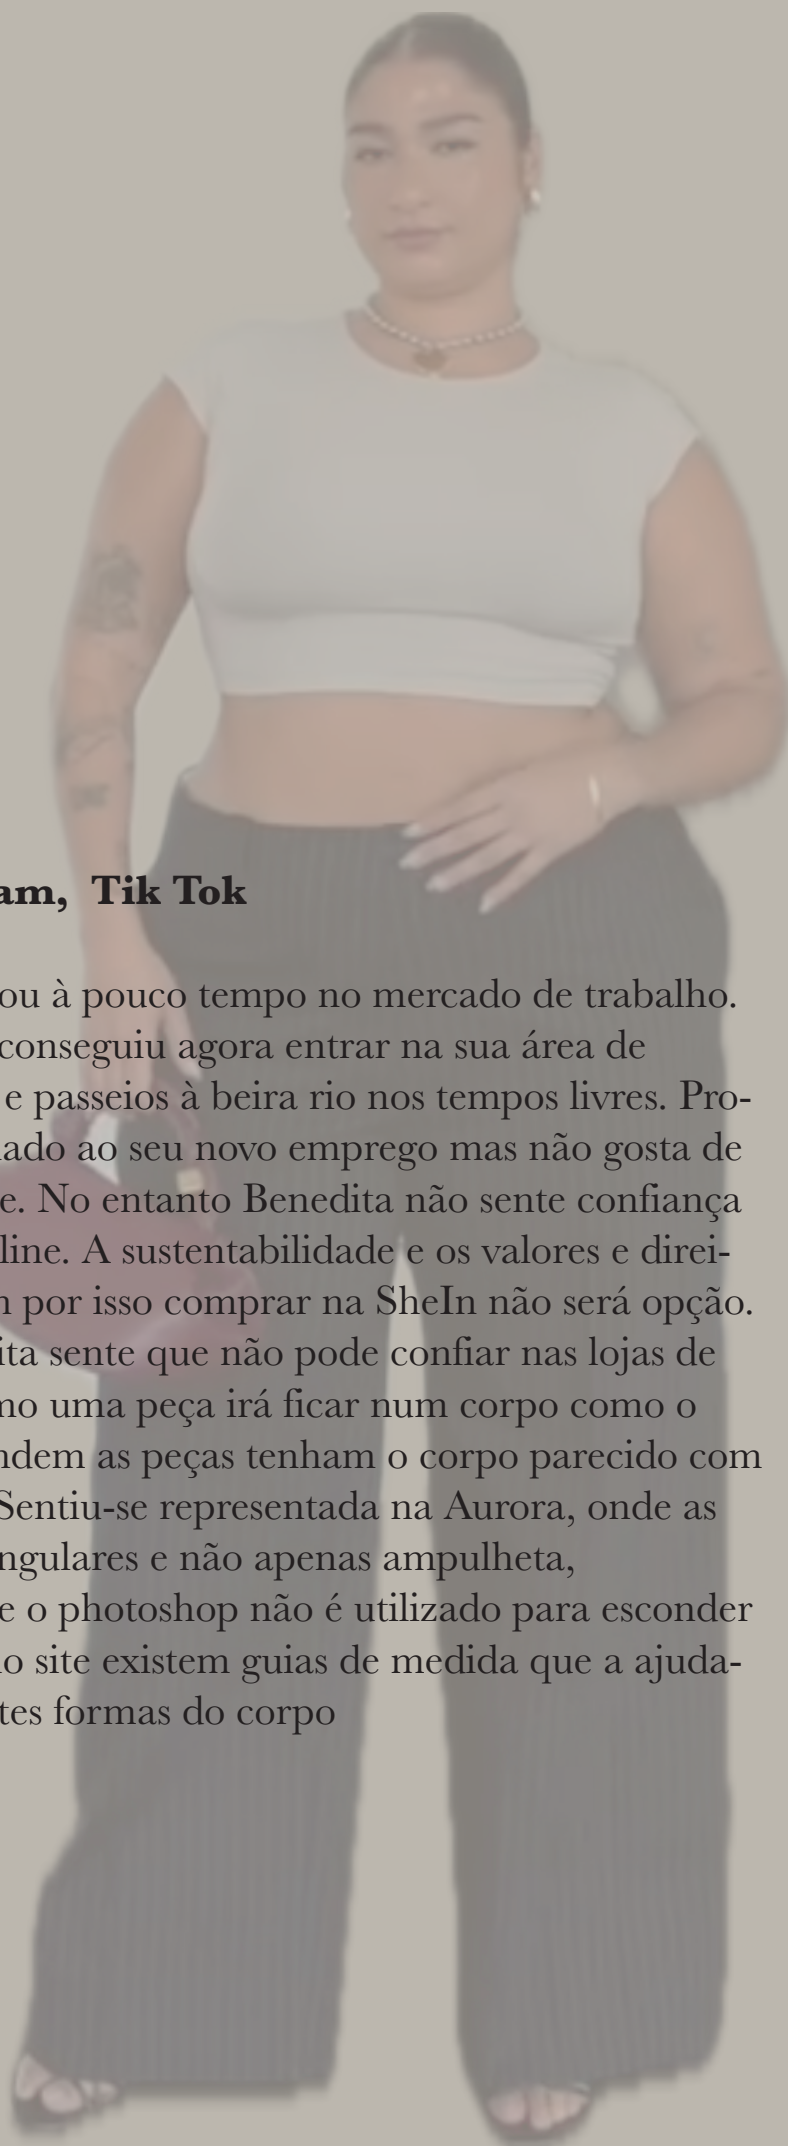 am, Tik Tok
ou à pouco tempo no mercado de trabalho.
conseguiu agora entrar na sua área de
e passeios à beira rio nos tempos livres. Pro-
ado ao seu novo emprego mas não gosta de
e. No entanto Benedita não sente confiança
line. A sustentabilidade e os valores e direi-
por isso comprar na SheIn não será opção.
ita sente que não pode confiar nas lojas de
mo uma peça irá ficar num corpo como o
ndem as peças tenham o corpo parecido com
Sentiu-se representada na Aurora, onde as
ngulares e não apenas ampulheta,
e o photoshop não é utilizado para esconder
o site existem guias de medida que a ajuda-
tes formas do corpo